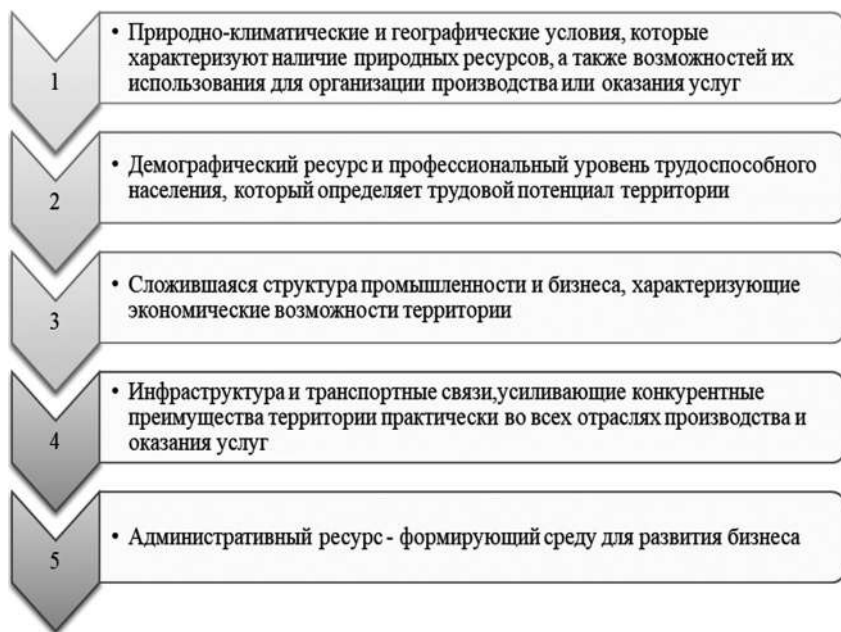 1
• Природно-климатические и географические условия, которые
характеризуют наличие природных ресурсов, а также возможностей их
использования для организации производства или оказания услуг
2
• Демографический ресурс и профессиональный уровень трудоспособного
населения, который определяет трудовой потенциал территории
3
• Сложившаяся структура промышленности и бизнеса, характеризующие
экономические возможности территории
4
• Инфраструктура и транспортные связи,усиливающие конкурентные
преимущества территории практически во всех отраслях производства и
оказания услуг
5
• Административный ресурс - формирующий среду для развития бизнеса